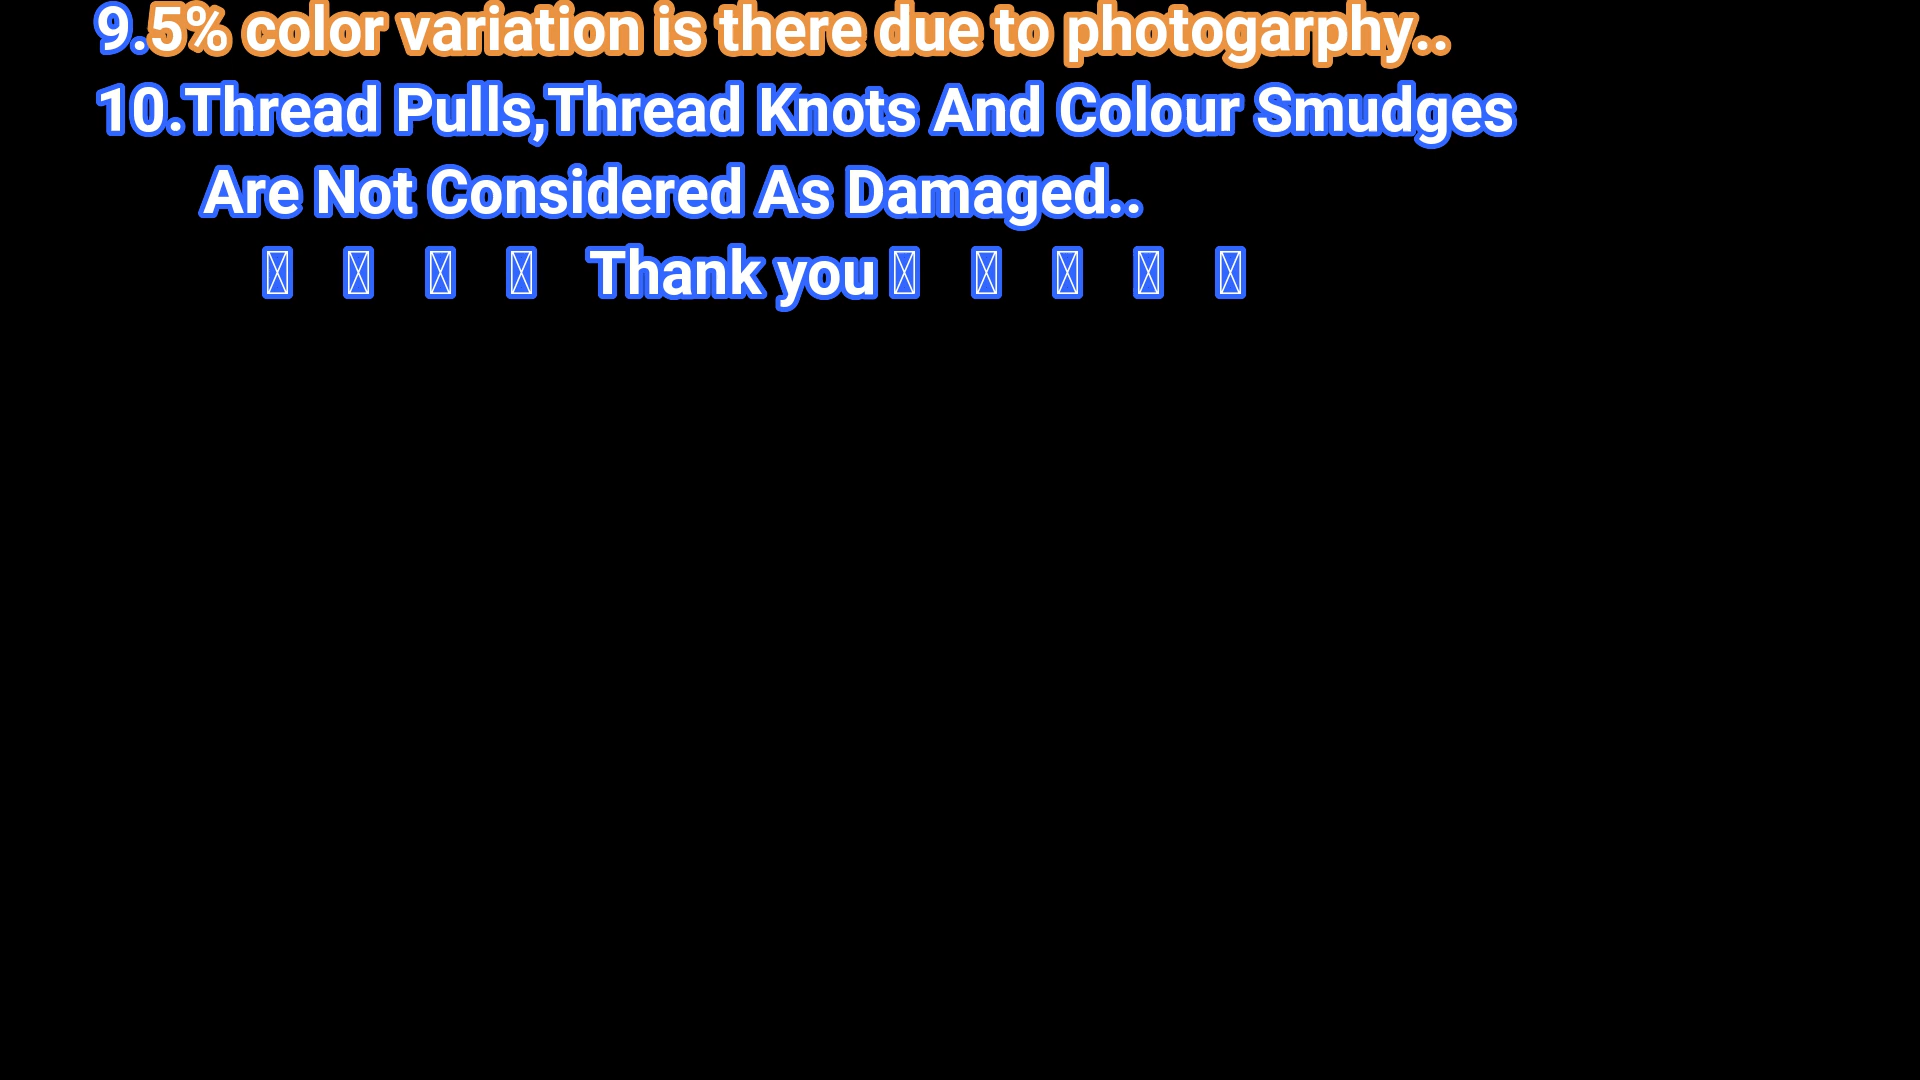 9.5% color variation is there due to photogarphy..
10.Thread Pulls,Thread Knots And Colour Smudges
Are Not Considered As Damaged..
Thank you